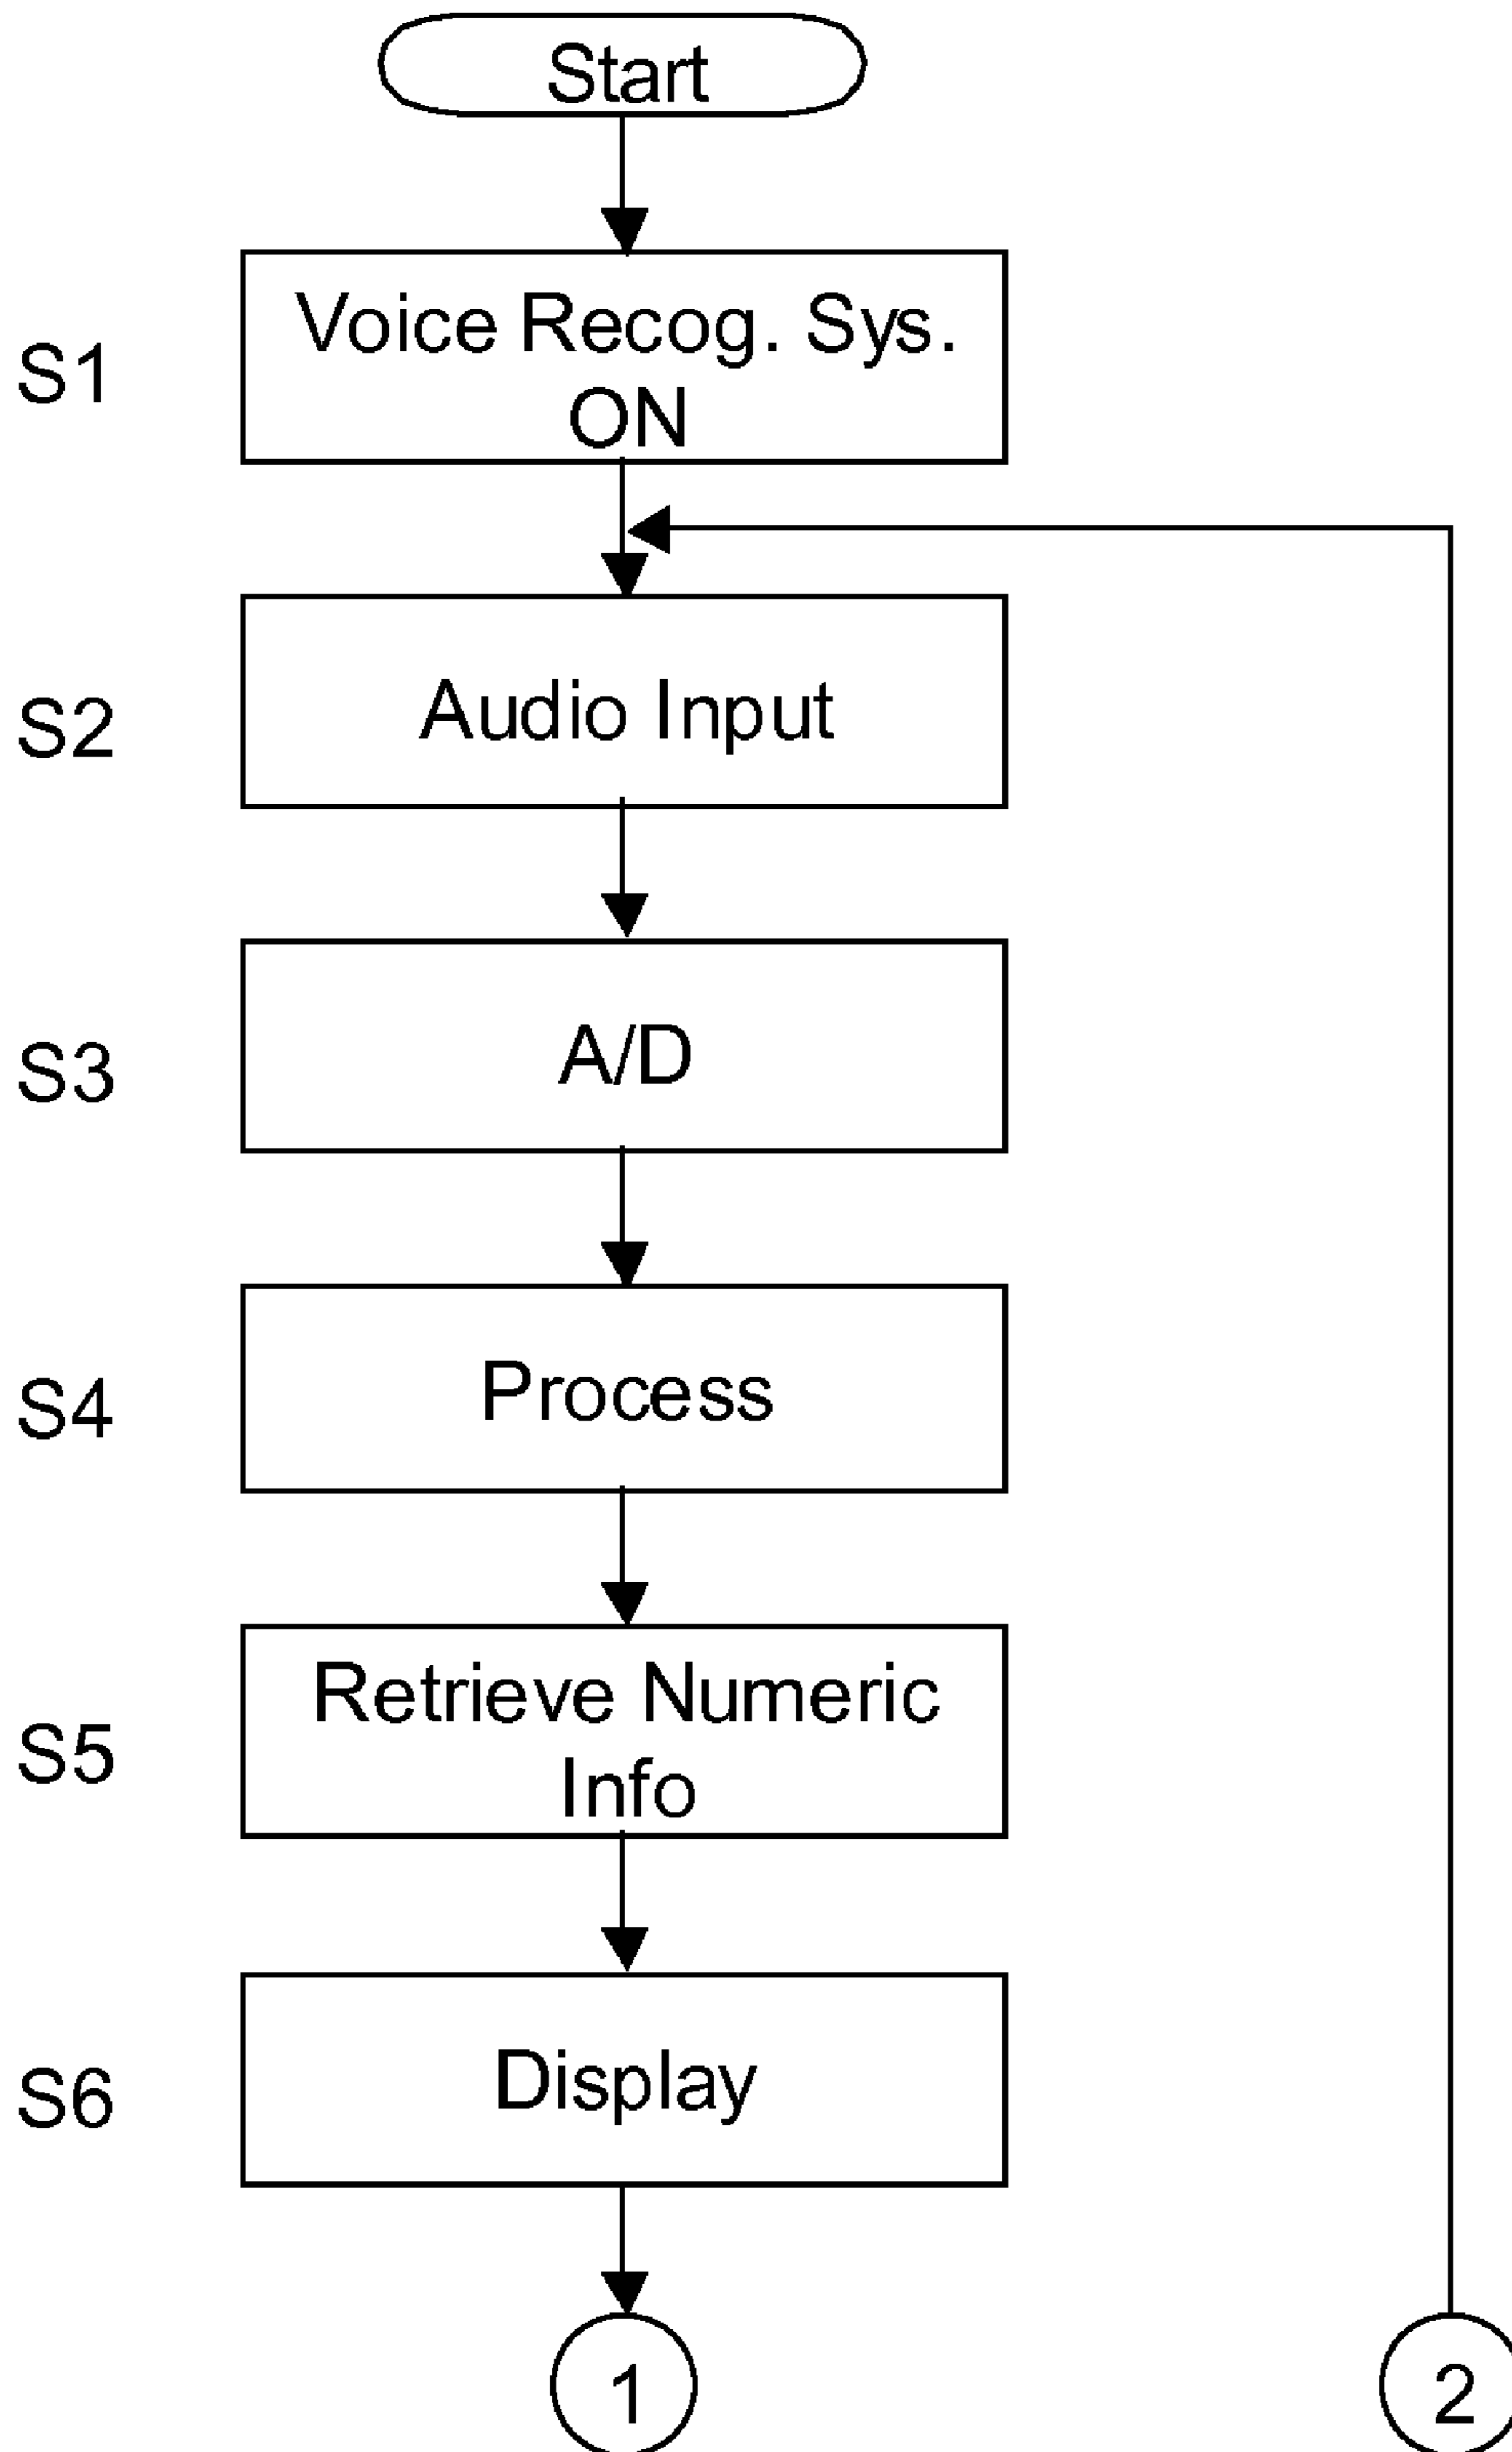 Start
S1
Voice Recog. Sys.
ON
S2
Audio Input
S3
A/D
S4
Process
S5
Retrieve Numeric
Info
S6
Display
1
2